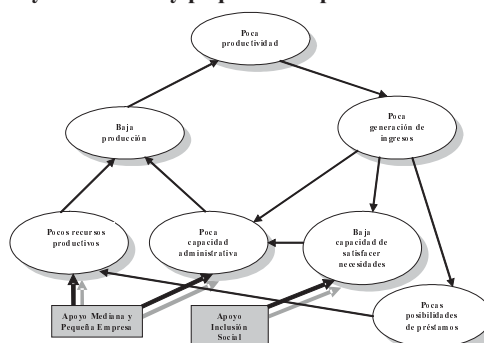 Poca
productividad
Baja
producción
Poca
generación de
ingresos
Pocos recursos
productivos
Poca
capacidad
administrativa
Baja
capacidad de
satisfacer
necesidades
Pocas
posibilidades
de préstamos
Apoyo Mediana y
Pequeña Empresa
Apoyo
Inclusión
Social